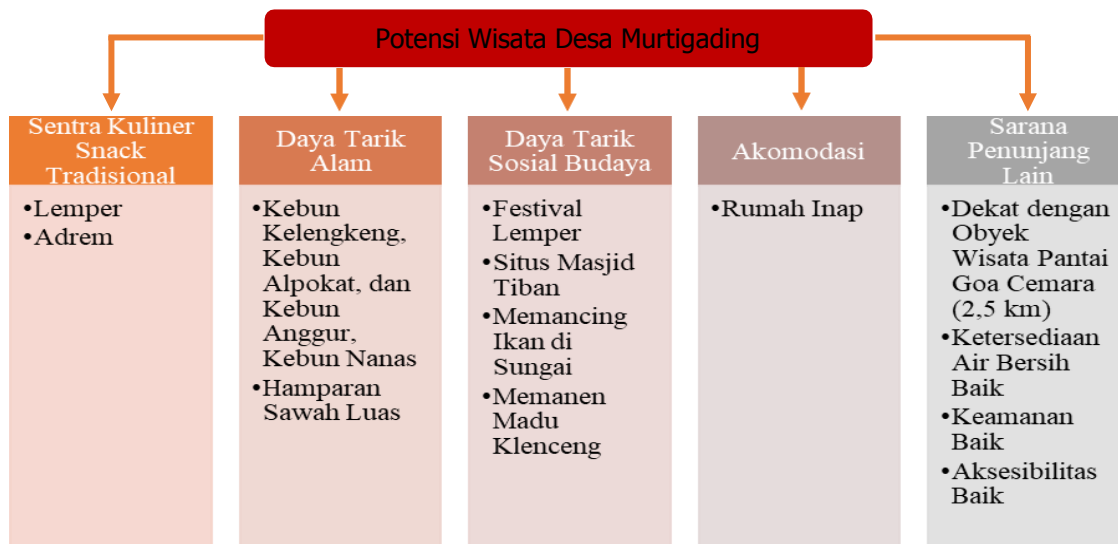 Potensi Wisata Desa Murtigading
Sentra Kuliner
Snack
Tradisional
•Lemper
•Adrem
Daya Tarik
Alam
•Kebun
Kelengkeng,
Kebun
Alpokat, dan
Kebun
Anggur,
Kebun Nanas
•Hamparan
Sawah Luas
Daya Tarik
Sosial Budaya
•Festival
Lemper
•Situs Masjid
Tiban
•Memancing
Ikan di
Sungai
•Memanen
Madu
Klenceng
Akomodasi
•Rumah Inap
Sarana
Penunjang
Lain
•Dekat dengan
Obyek
Wisata Pantai
Goa Cemara
(2,5 km)
•Ketersediaan
Air Bersih
Baik
•Keamanan
Baik
•Aksesibilitas
Baik